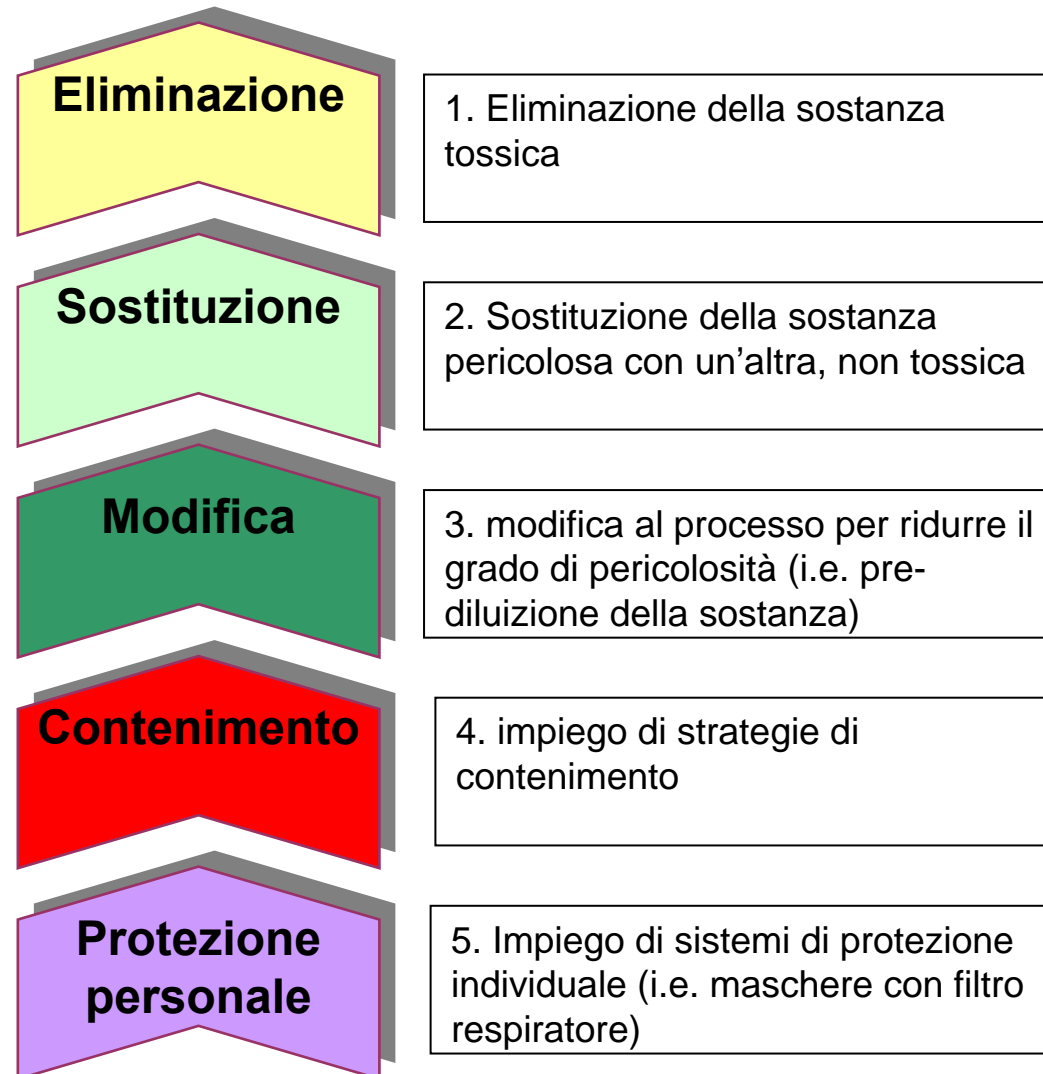 Eliminazione
1. Eliminazione della sostanza
tossica
Sostituzione
2. Sostituzione della sostanza
pericolosa con un’altra, non tossica
Modifica
3. modifica al processo per ridurre il
grado di pericolosità (i.e. pre-
diluizione della sostanza)
Contenimento
4. impiego di strategie di
contenimento
Protezione
personale
5. Impiego di sistemi di protezione
individuale (i.e. maschere con filtro
respiratore)